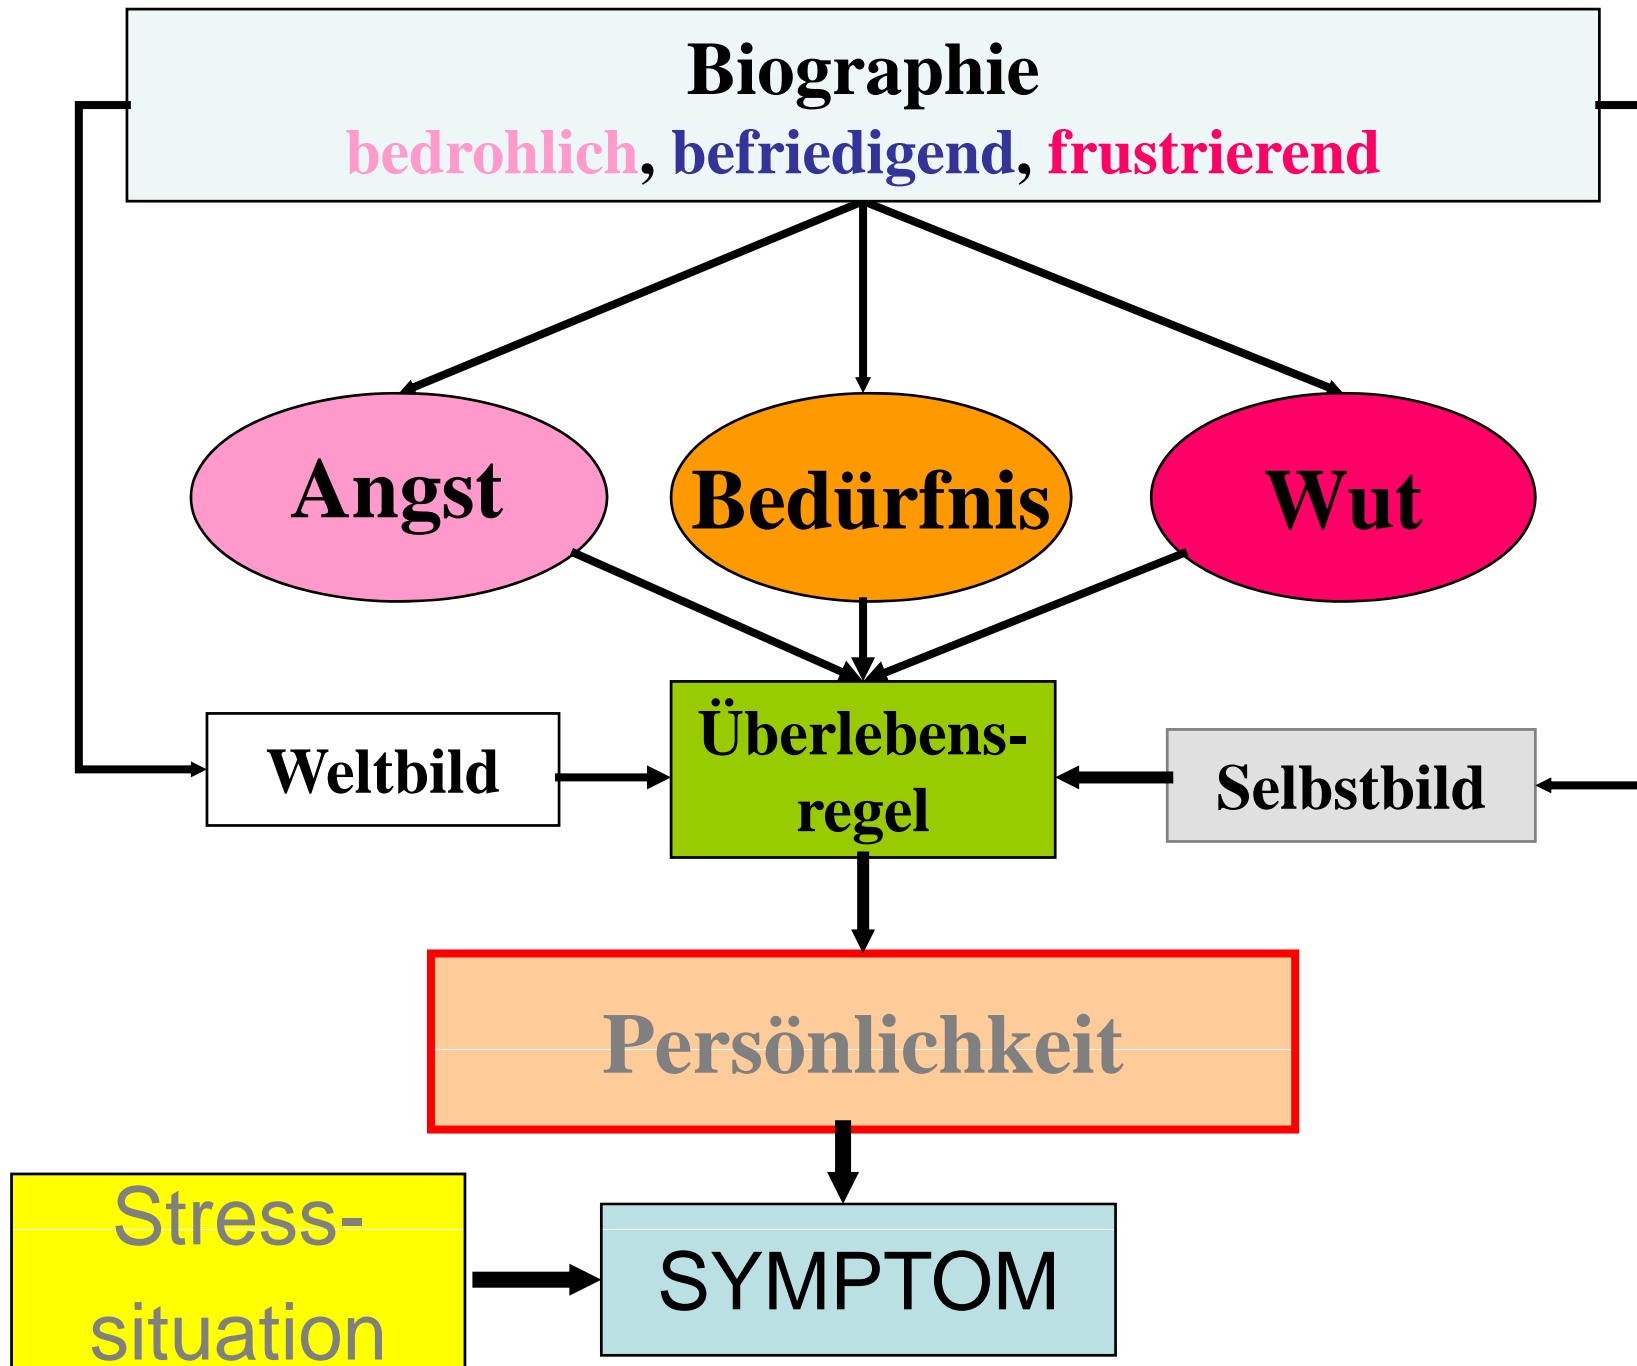 Biographie
bedrohlich, befriedigend, frustrierend
Angst
Bedürfnis
Wut
Weltbild
Überlebens-
regel
Selbstbild
Persönlichkeit
Stress-
situation
SYMPTOM